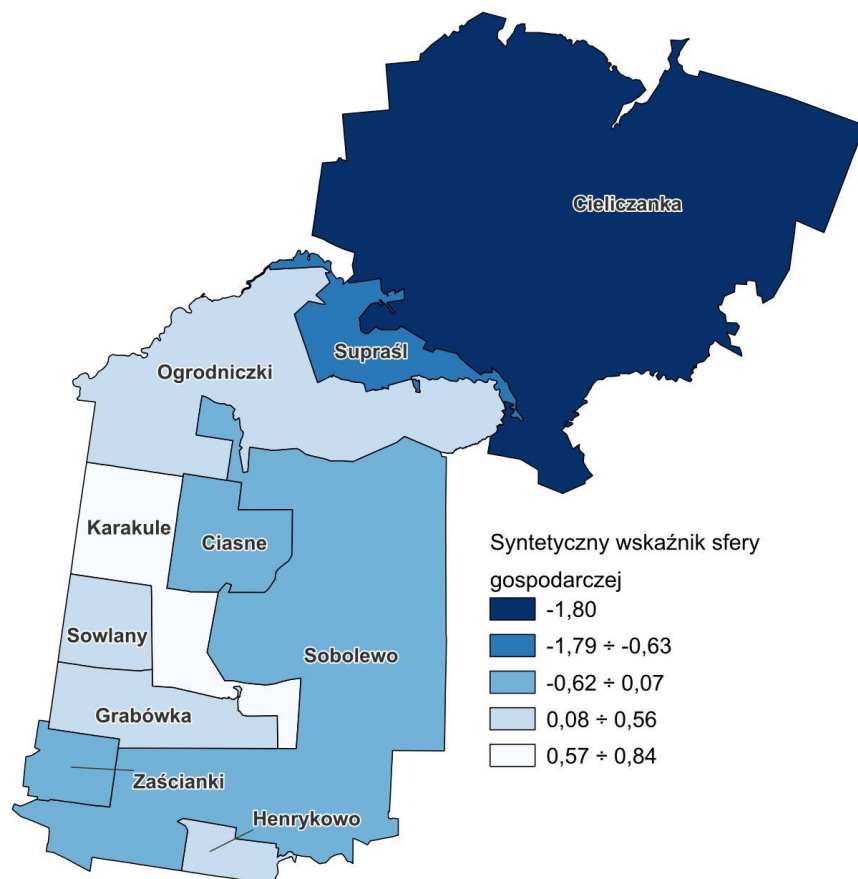 Cieliczanka
Supraśl
Ogrodniczki
Karakule
Ciasne
Syntetyczny wskaźnik sfery
gospodarczej
-1,80
-1,79 ÷ -0,63
-0,62 ÷ 0,07
0,08 ÷ 0,56
0,57 ÷ 0,84
Sowlany
Sobolewo
Grabówka
Zaścianki
Henrykowo